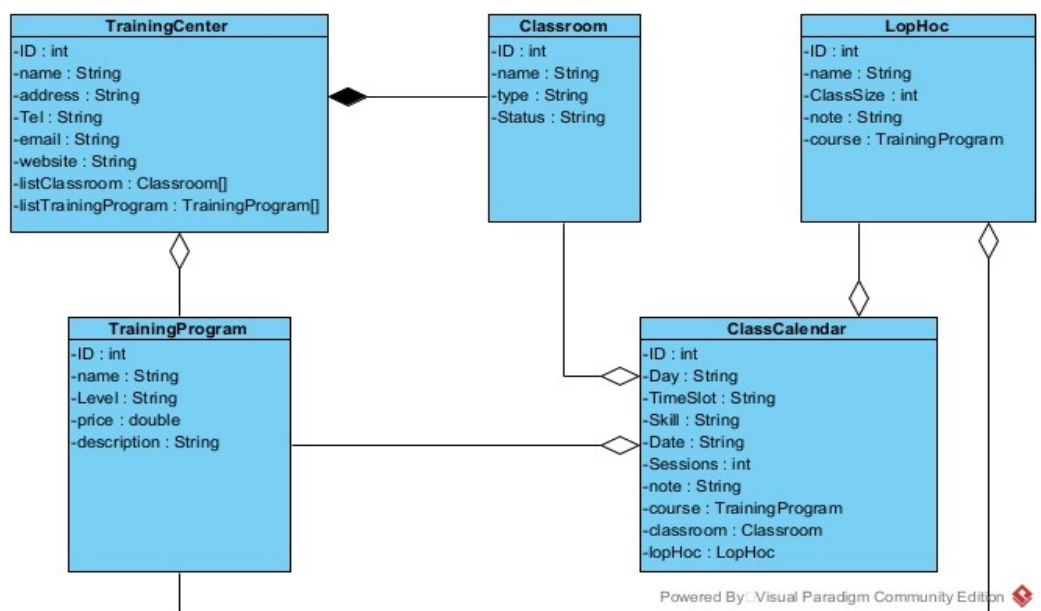 TrainingCenter
-ID : int
-name : String
-address : String
-Tel : String
-email : String
-website : String
-listClassroom : Classroom[]
-listTrainingProgram : TrainingProgram[]
Classroom
-ID : int
-name : String
-type : String
-Status : String
LopHoc
-ID : int
-name : String
-ClassSize : int
-note : String
-course : TrainingProgram
TrainingProgram
-ID : int
-name : String
-Level : String
-price : double
-description : String
ClassCalendar
-ID : int
-Day : String
-TimeSlot : String
-Skill : String
-Date : String
-Sessions : int
-note : String
-course : TrainingProgram
-classroom : Classroom
-lopHoc : LopHoc
Powered By Visual Paradigm Community Edition